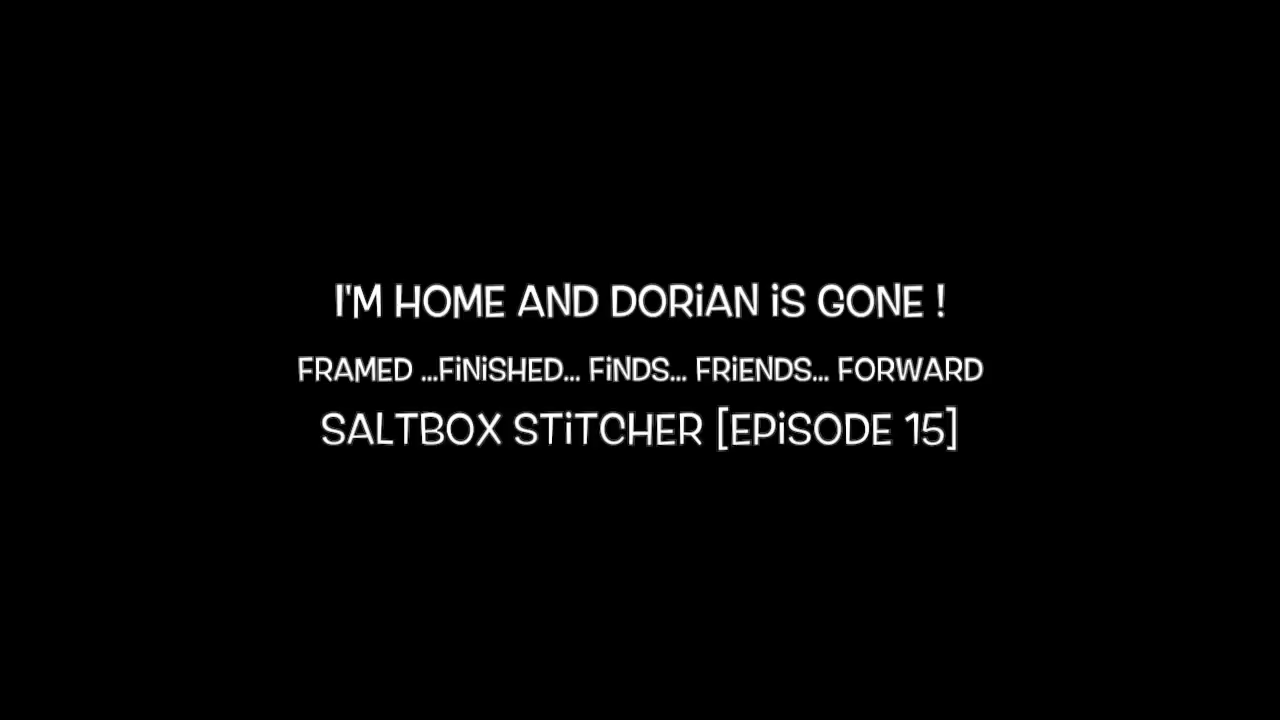 I'M HOME AND DORiAN iS GONE !
FRAMED ...FiNiSHED... FiNDS... FRiENDS... FORWARD
SALTBOX STiTCHER [EPiSODE 15]